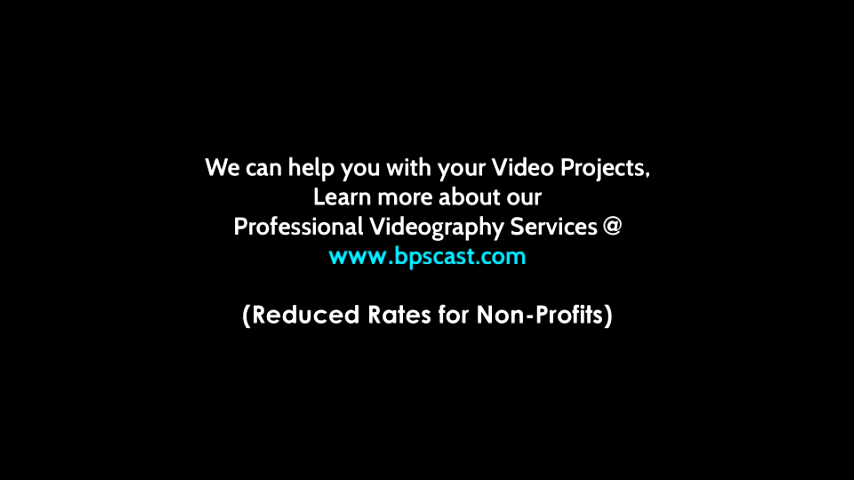 We can help you with your Video Projects,
Learn more about our
Professional Videography Services @
www.bpscast.com
(Reduced Rates for Non-Profits)